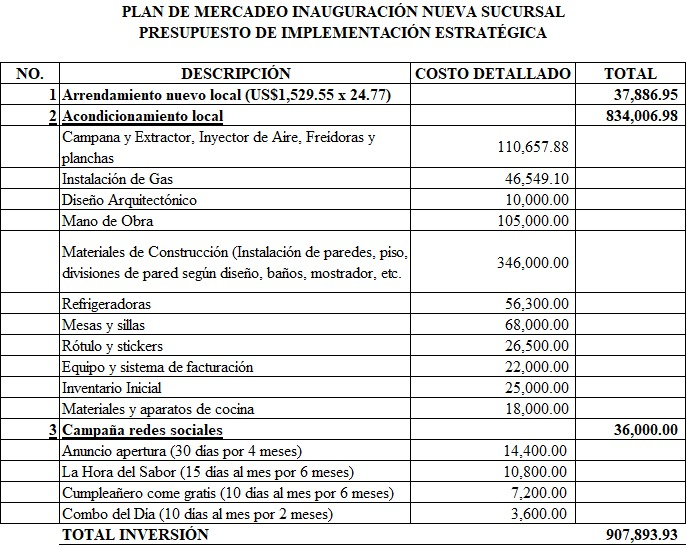 PLAN DE MERCADEO INAUGURACIÓN NUEVA SUCURSAL
PRESUPUESTO DE IMPLEMENTACIÓN ESTRATÉGICA
NO. DESCRIPCIÓN COSTO DETALLADO TOTAL
1 Arrendamiento nuevo local (US$1,529.55 x 24.77) 37,886.95
2 Acondicionamiento local 834,006.98
Campana y Extractor, Inyector de Aire, Freidoras y
planchas 110,657.88
Instalación de Gas 46,549.10
Diseño Arquitectónico 10,000.00
Mano de Obra 105,000.00
Materiales de Construcción (Instalación de paredes, piso,
divisiones de pared según diseño, baños, mostrador, etc. 346,000.00
Refrigeradoras 56,300.00
Mesas y sillas 68,000.00
Rótulo y stickers 26,500.00
Equipo y sistema de facturación 22,000.00
Inventario Inicial 25,000.00
Materiales y aparatos de cocina 18,000.00
3 Campaña redes sociales 36,000.00
Anuncio apertura (30 días por 4 meses) 14,400.00
La Hora del Sabor (15 días al mes por 6 meses) 10,800.00
Cumpleañero come gratis (10 días al mes por 6 meses) 7,200.00
Combo del Día (10 dias al mes por 2 meses) 3,600.00
TOTAL INVERSIÓN 907,893.93